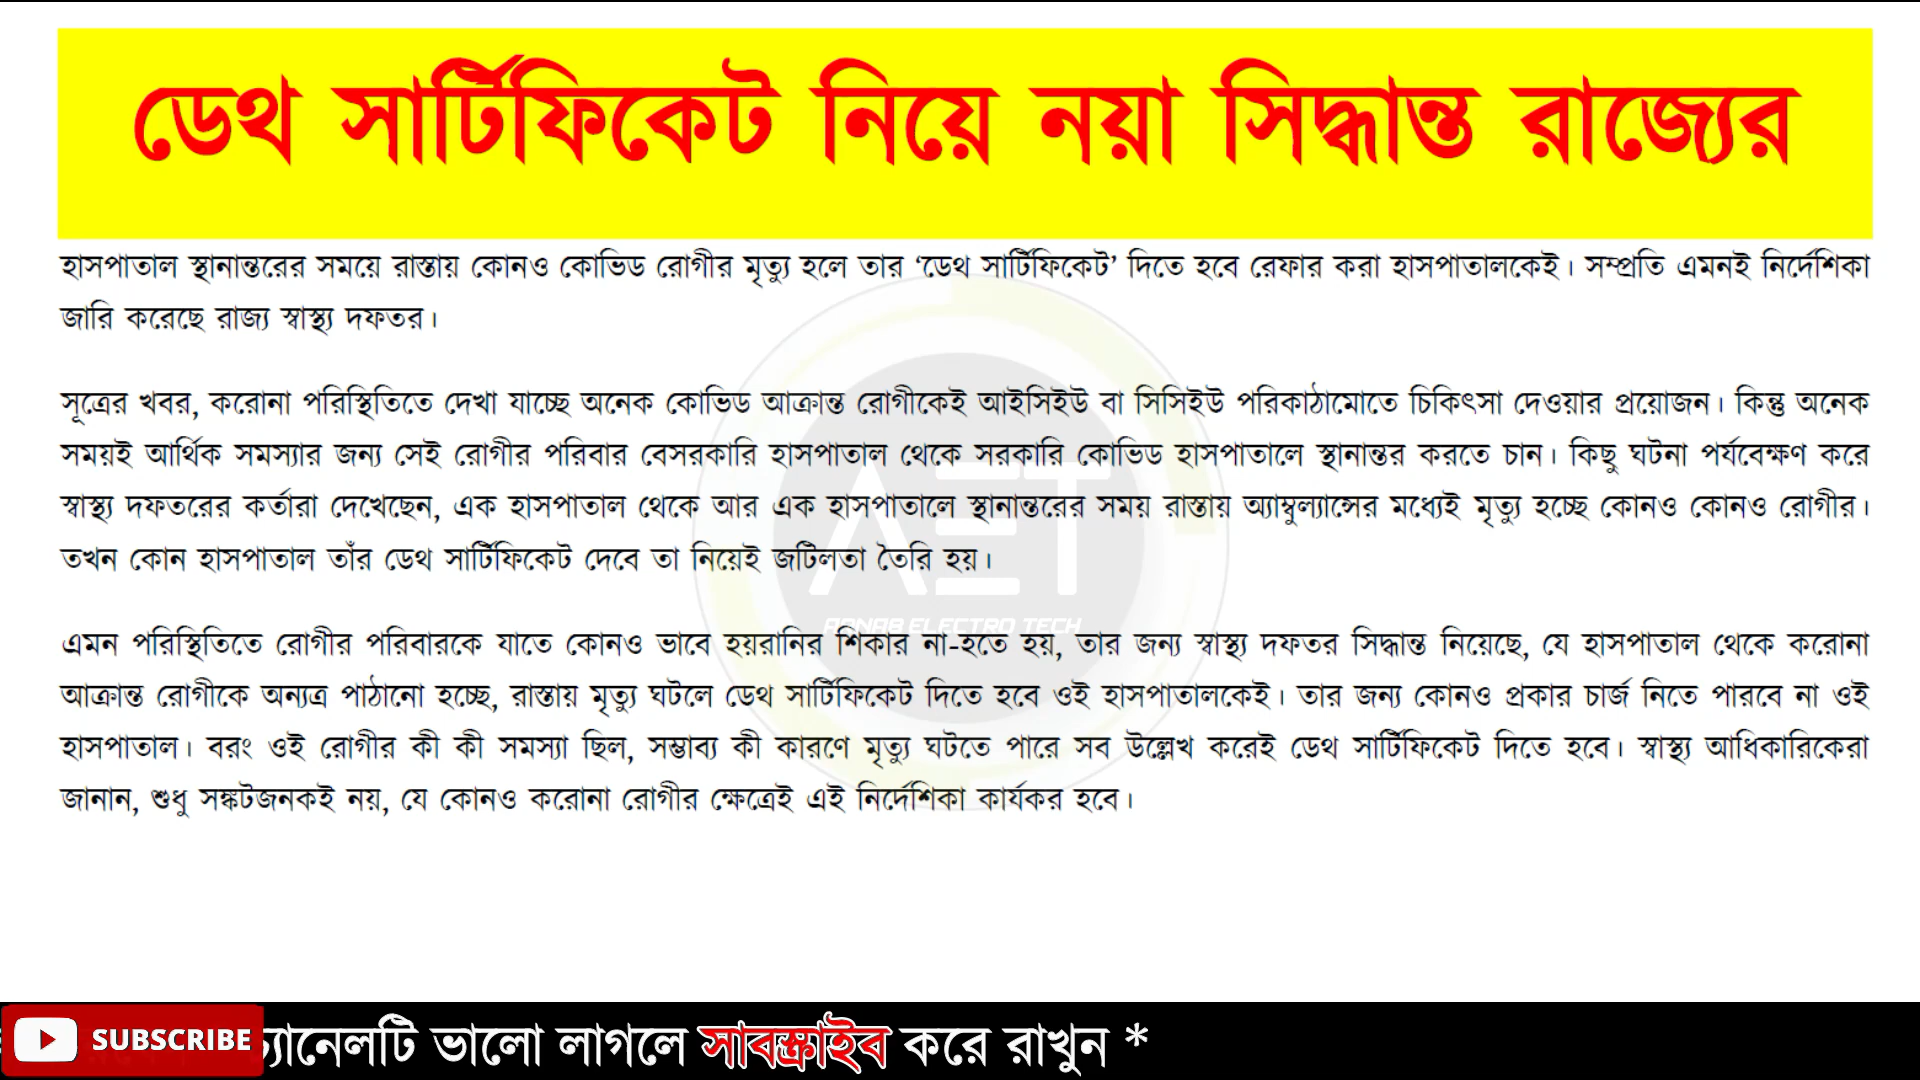 ডেথ সার্টিফিকেট নিয়ে নয়া সিদ্ধান্ত রাজ্যের
হাসপাতাল স্থানান্তরের সময়ে রাস্তায় কোনও কোভিড রোগীর মৃত্যু হলে তার ‘ডেথ সার্টিফিকেট’ দিতে হবে রেফার করা হাসপাতালকেই। সম্প্রতি এমনই নির্দেশিকা
জারি করেছে রাজ্য স্বাস্থ্য দফতর।
সূত্রের খবর, করোনা পরিস্থিতিতে দেখা যাচ্ছে অনেক কোভিড আক্রান্ত রোগীকেই আইসিইউ বা সিসিইউ পরিকাঠামোতে চিকিৎসা দেওয়ার প্রয়োজন। কিন্তু অনেক
সময়ই আর্থিক সমস্যার জন্য সেই রোগীর পরিবার বেসরকারি হাসপাতাল থেকে সরকারি কোভিড হাসপাতালে স্থানান্তর করতে চান। কিছু ঘটনা পর্যবেক্ষণ করে
স্বাস্থ্য দফতরের কর্তারা দেখেছেন, এক হাসপাতাল থেকে আর এক হাসপাতালে স্থানান্তরের সময় রাস্তায় অ্যাম্বুল্যান্সের মধ্যেই মৃত্যু হচ্ছে কোনও কোনও রোগীর।
তখন কোন হাসপাতাল তাঁর ডেথ সার্টিফিকেট দেবে তা নিয়েই জটিলতা তৈরি হয়।
AET
ELECTRO TECH
এমন পরিস্থিতিতে রোগীর পরিবারকে যাতে কোনও ভাবে হয়রানির শিকার না-হতে হয়, তার জন্য স্বাস্থ্য দফতর সিদ্ধান্ত নিয়েছে, যে হাসপাতাল থেকে করোনা
আক্রান্ত রোগীকে অন্যত্র পাঠানো হচ্ছে, রাস্তায় মৃত্যু ঘটলে ডেথ সার্টিফিকেট দিতে হবে ওই হাসপাতালকেই। তার জন্য কোনও প্রকার চার্জ নিতে পারবে না ওই
হাসপাতাল। বরং ওই রোগীর কী কী সমস্যা ছিল, সম্ভাব্য কী কারণে মৃত্যু ঘটতে পারে সব উল্লেখ করেই ডেথ সার্টিফিকেট দিতে হবে। স্বাস্থ্য আধিকারিকেরা
জানান, শুধু সঙ্কটজনকই নয়, যে কোনও করোনা রোগীর ক্ষেত্রেই এই নির্দেশিকা কার্যকর হবে।
SUBSCRIBE চ্যানেলটি ভালো লাগলে সাবস্ক্রাইব করে রাখুন *